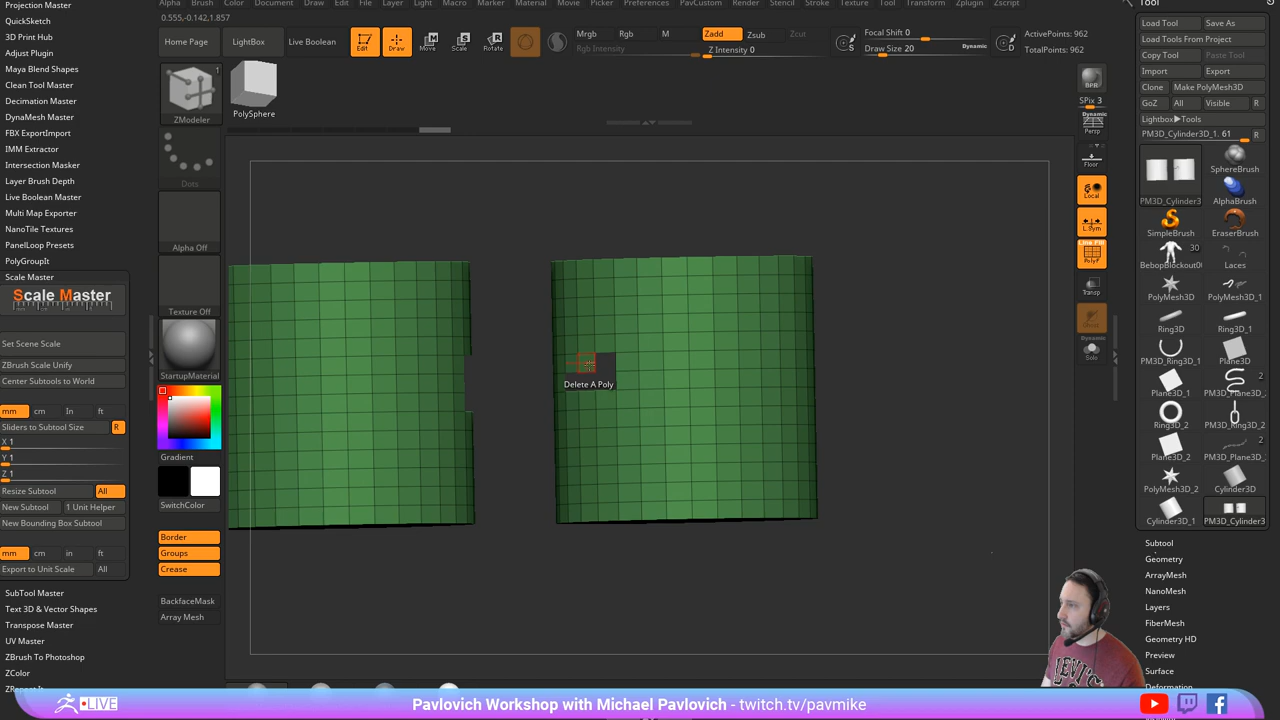 Projection Master
QuickSketch
3D Print Hub
Adjust Plugin
Maya Blend Shapes
Clean Tool Master
Decimation Master
DynaMesh Master
FBX ExportImport
IMM Extractor
Intersection Masker
Layer Brush Depth
Live Boolean Master
Multi Map Exporter
NanoTile Textures
PanelLoop Presets
PolyGroupIt
Scale Master
Scale Master
Set Scene Scale
ZBrush Scale Unify
Center Subtools to World
mm cm In ft
Sliders to Subtool Size R
X 1
Y 1
Z 1
Resize Subtool All
New Subtool 1 Unit Helper
New Bounding Box Subtool
mm cm in ft
Export to Unit Scale All
SubTool Master
Text 3D & Vector Shapes
Transpose Master
UV Master
ZBrush To Photoshop
ZColor
Alpha Brush Color Document Draw Edit File Layer Light Macro Marker Material Movie Picker Preferences PavCustom Render Stencil Stroke Texture Tool Transform Zplugin Zscript
0.555,-0.142,1.857
Home Page LightBox Live Boolean Edit Draw Move Scale Rotate
Mrgb Rgb M Zadd Zsub Zcut
Rgb Intensity Z Intensity 0
S Focal Shift 0
Draw Size 20 Dynamic
D ActivePoints: 962
TotalPoints: 962
1
ZModeler
PolySphere
Dots
Alpha Off
Texture Off
StartupMaterial
Gradient
SwitchColor
Border
Groups
Crease
BackfaceMask
Array Mesh
Delete A Poly
BPR
SPix 3
Dynamic
Persp
Floor
Local
L.Sym
Line Fill
PolyF
Transp
Ghost
Solo
Tool
Load Tool Save As
Load Tools From Project
Copy Tool Paste Tool
Import Export
Clone Make PolyMesh3D
GoZ All Visible R
Lightbox▶Tools
PM3D_Cylinder3D_1. 61 R
PM3D_Cylinder3 SphereBrush
AlphaBrush
SimpleBrush EraserBrush
30
BebopBlockout0 Laces
PolyMesh3D PolyMesh3D_1
Ring3D Ring3D_1
PM3D_Ring3D_1 Plane3D
2
Plane3D_1 PM3D_Plane3D
Ring3D_2 PM3D_Ring3D_2
2
Plane3D_2 PM3D_Plane3D
PolyMesh3D_2 Cylinder3D
Cylinder3D_1 PM3D_Cylinder3
Subtool
Geometry
ArrayMesh
NanoMesh
Layers
FiberMesh
Geometry HD
Preview
Surface
Deformation
LIVE
Pavlovich Workshop with Michael Pavlovich - twitch.tv/pavmike